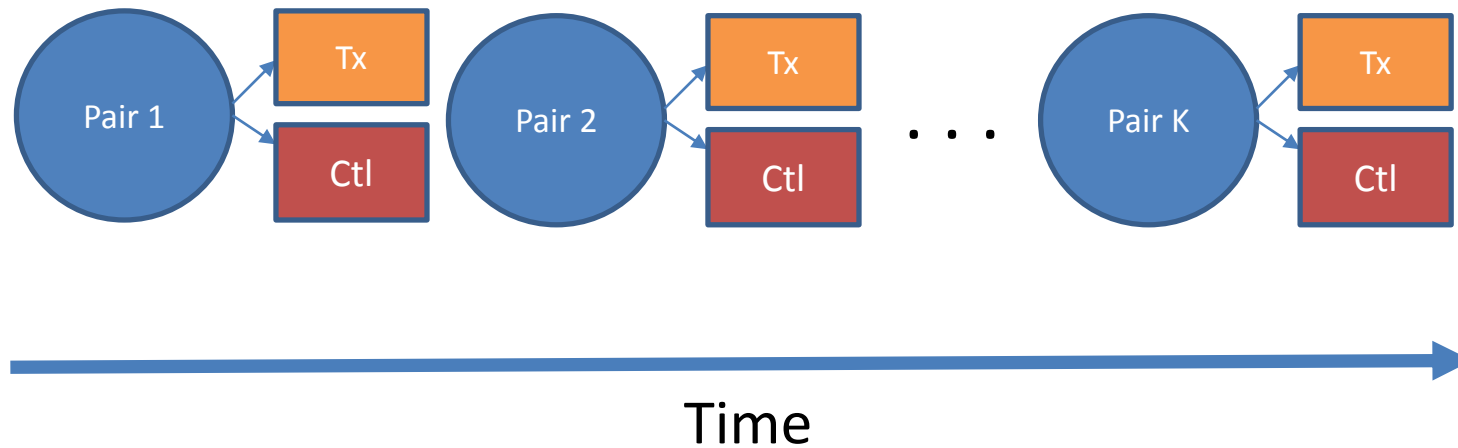 Pair 1
Tx
Ctl
Pair 2
Tx
Ctl
. . .
Pair K
Tx
Ctl
Time